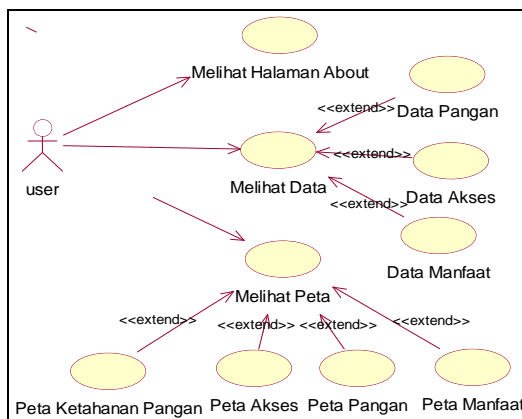 Melihat Halaman About
<<extend>>
Data Pangan
user
<<extend>>
Melihat Data
Data Akses
<<extend>>
Data Manfaat
Melihat Peta
<<extend>>
<<extend>>
<<extend>>
<<extend>>
Peta Ketahanan Pangan
Peta Akses
Peta Pangan
Peta Manfaat